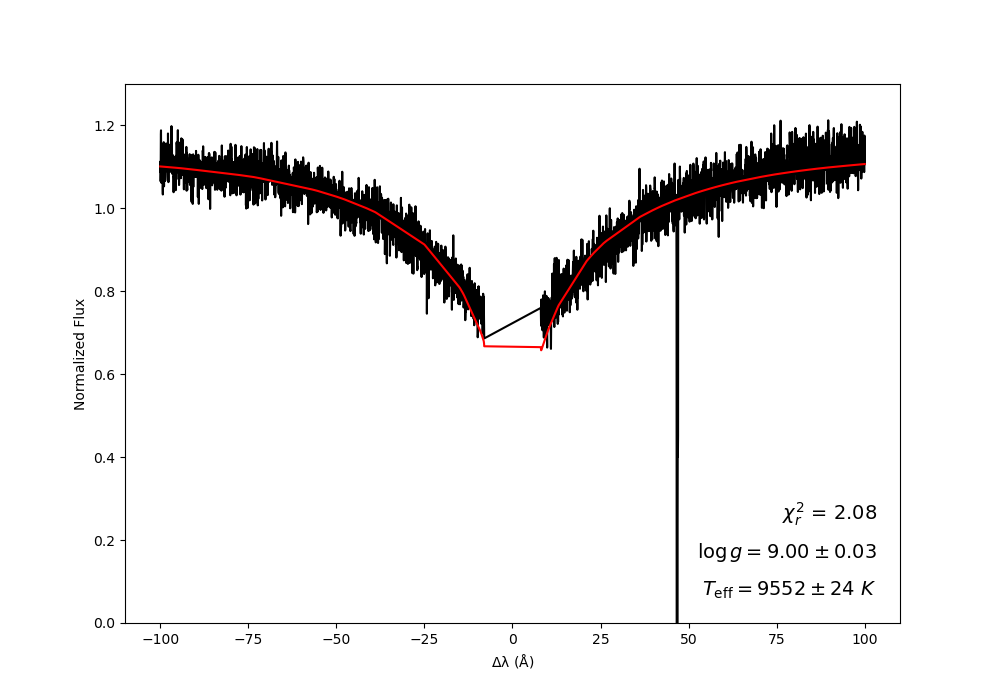 1.2
1.0
0.8
0.6
0.4
0.2
0.0
Normalized Flux
χ²ᵣ = 2.08
log g = 9.00 ± 0.03
T_eff = 9552 ± 24 K
−100 −75 −50 −25 0 25 50 75 100
Δλ (Å)